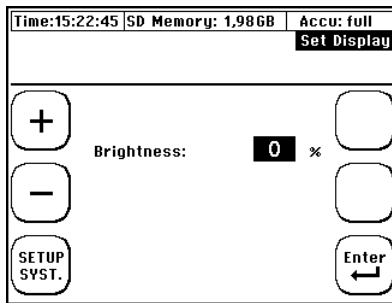 Time:15:22:45 SD Memory: 1,98GB Accu: full
Set Display
+
Brightness: 0 %
−
SETUP
SYST.
Enter